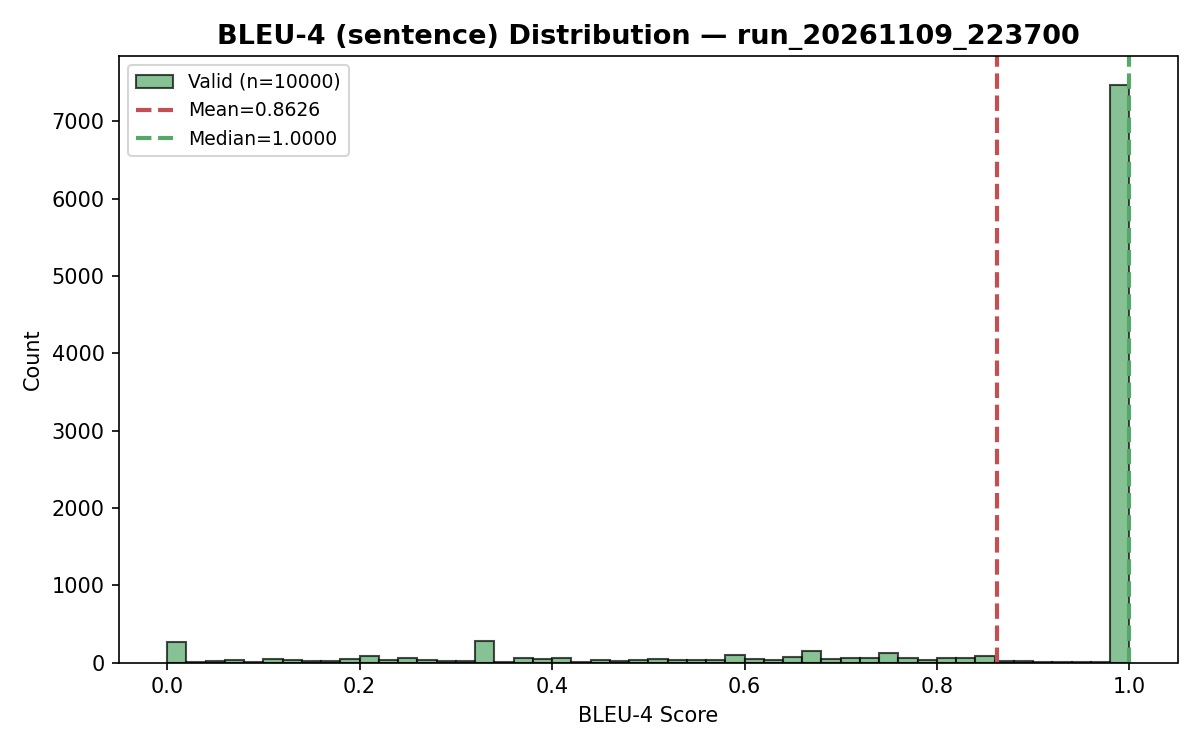 BLEU-4 (sentence) Distribution — run_20261109_223700
Valid (n=10000)
Mean=0.8626
Median=1.0000
Count
7000
6000
5000
4000
3000
2000
1000
0
0.0 0.2 0.4 0.6 0.8 1.0
BLEU-4 Score